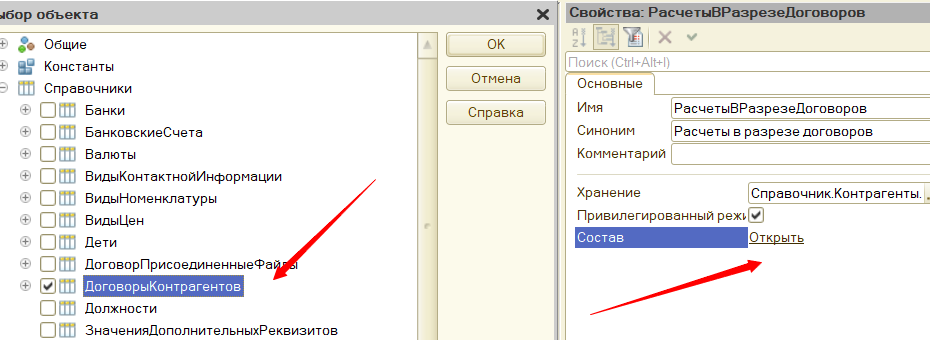 ыбор объекта
Общие
Константы
Справочники
Банки
БанковскиеСчета
Валюты
ВидыКонтактнойИнформации
ВидыНоменклатуры
ВидыЦен
Дети
ДоговорПрисоединенныеФайлы
ДоговорыКонтрагентов
Должности
ЗначенияДополнительныхРеквизитов
ОК
Отмена
Справка
Свойства: РасчетыВРазрезеДоговоров
Поиск (Ctrl+Alt+I)
Основные
Имя РасчетыВРазрезеДоговоров
Синоним Расчеты в разрезе договоров
Комментарий
Хранение Справочник.Контрагенты. ...
Привилегированный режи
Состав Открыть